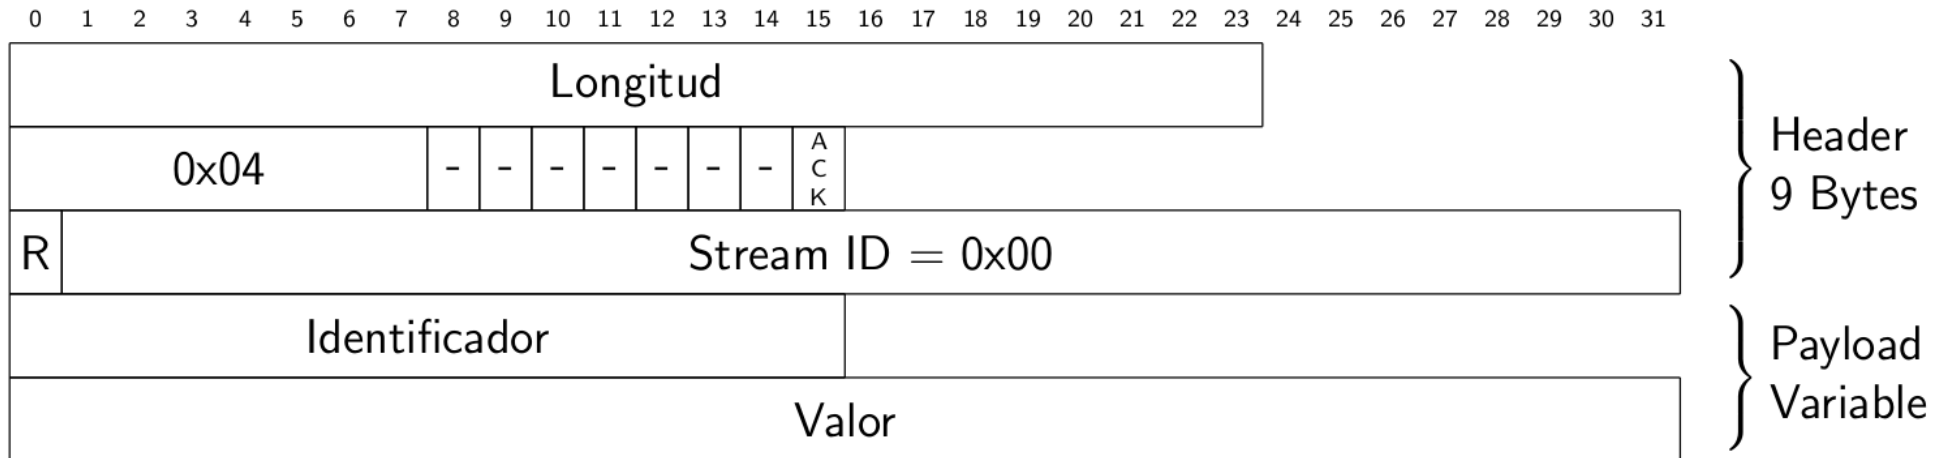 0 1 2 3 4 5 6 7 8 9 10 11 12 13 14 15 16 17 18 19 20 21 22 23 24 25 26 27 28 29 30 31
Longitud
0x04 - - - - - - - ACK
R Stream ID = 0x00
Header
9 Bytes
Identificador
Valor
Payload
Variable